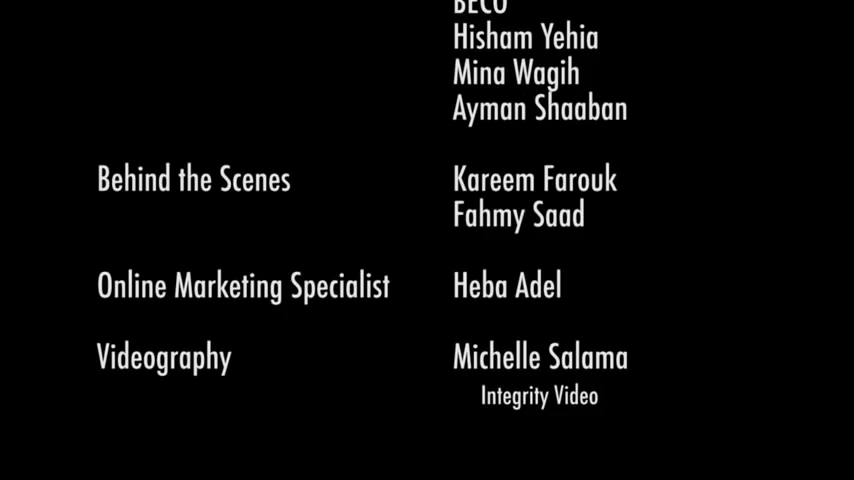 BECO
Hisham Yehia
Mina Wagih
Ayman Shaaban
Behind the Scenes Kareem Farouk
Fahmy Saad
Online Marketing Specialist Heba Adel
Videography Michelle Salama
Integrity Video